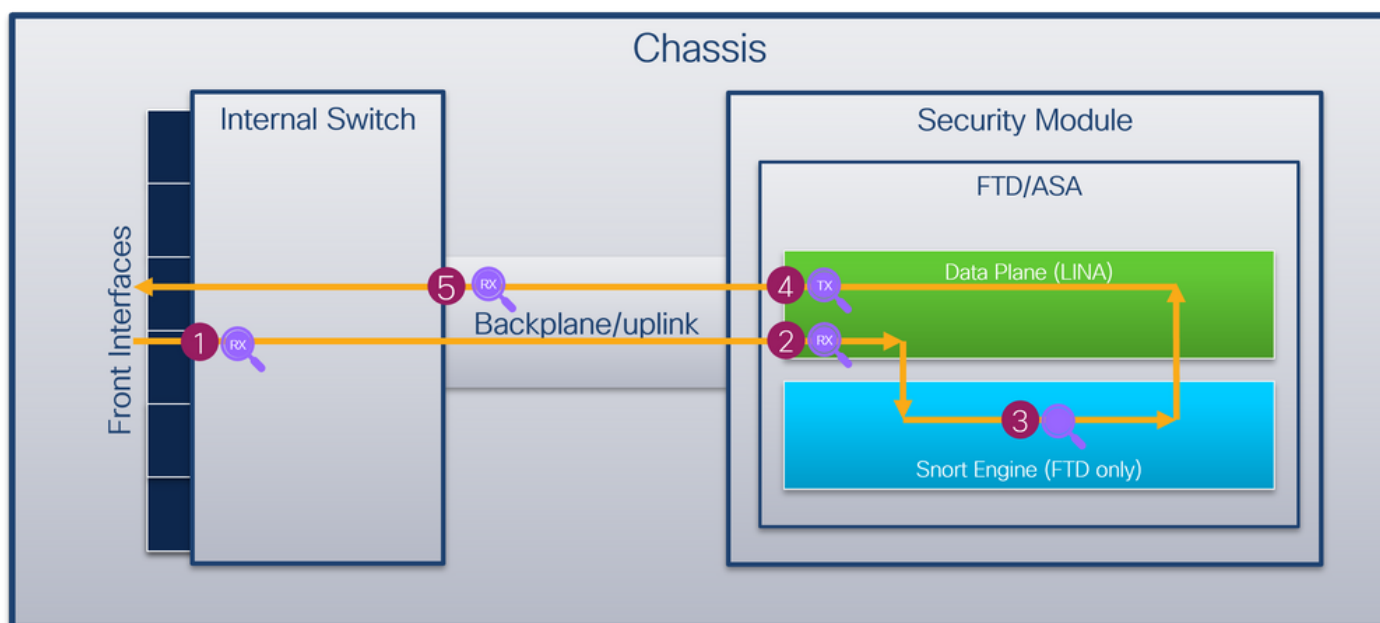 Chassis
Internal Switch
Security Module
FTD/ASA
Front Interfaces
5 RX
4 TX
Data Plane (LINA)
Backplane/uplink
1 RX
2 RX
3
Snort Engine (FTD only)